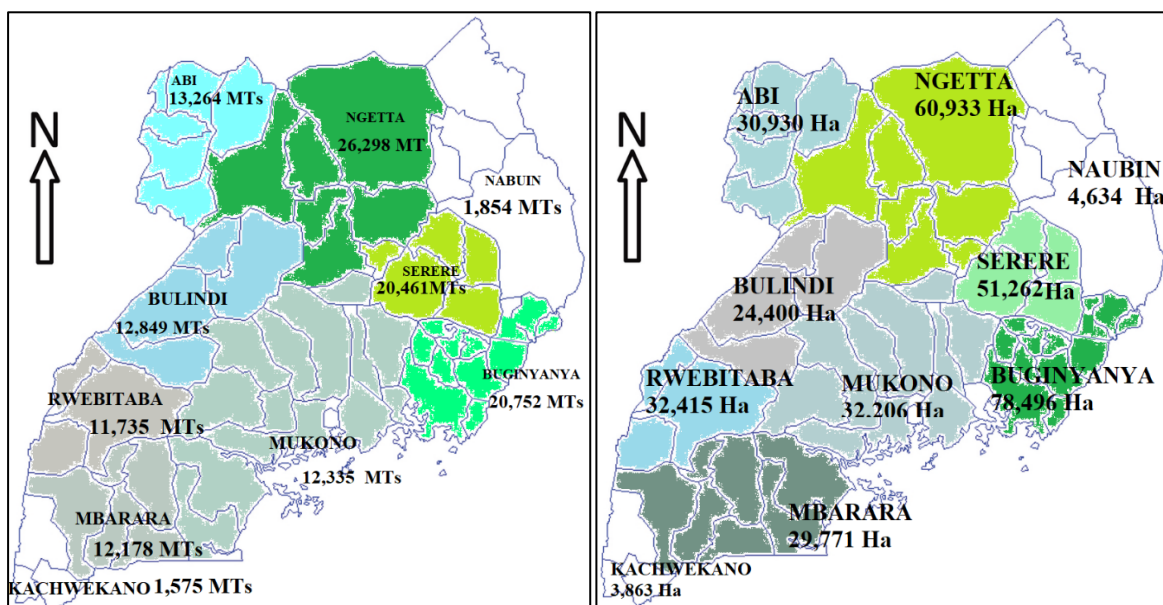 N
ABI
13,264 MTs
NGETTA
26,298 MT
NABUIN
1,854 MTs
SERERE
20,461MTs
BULINDI
12,849 MTs
BUGINYANYA
20,752 MTs
RWEBITABA
11,735 MTs
MUKONO
12,335 MTs
MBARARA
12,178 MTs
KACHWEKANO 1,575 MTs
N
NGETTA
60,933 Ha
ABI
30,930 Ha
NAUBIN
4,634 Ha
SERERE
51,262Ha
BULINDI
24,400 Ha
BUGINYANYA
78,496 Ha
RWEBITABA
32,415 Ha
MUKONO
32.206 Ha
MBARARA
29,771 Ha
KACHWEKANO
3,863 Ha